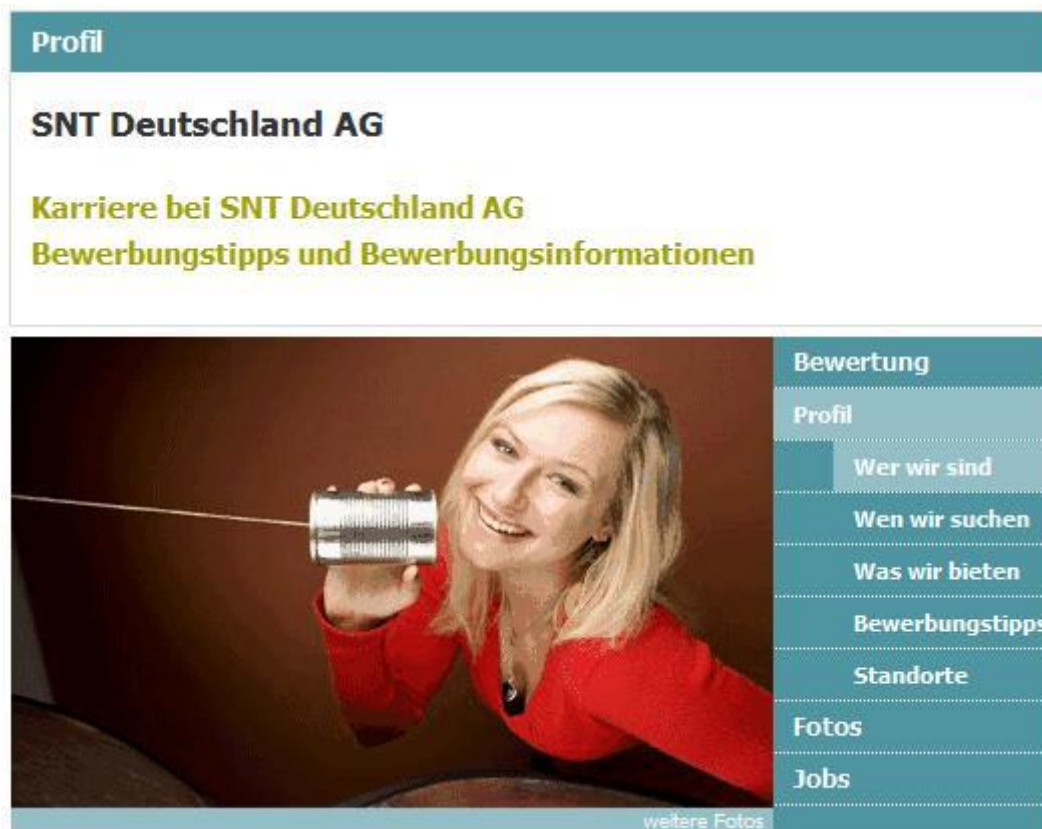 Profil
SNT Deutschland AG
Karriere bei SNT Deutschland AG
Bewerbungstipps und Bewerbungsinformationen
Bewertung
Profil
Wer wir sind
Wen wir suchen
Was wir bieten
Bewerbungstipps
Standorte
Fotos
Jobs
weitere Fotos